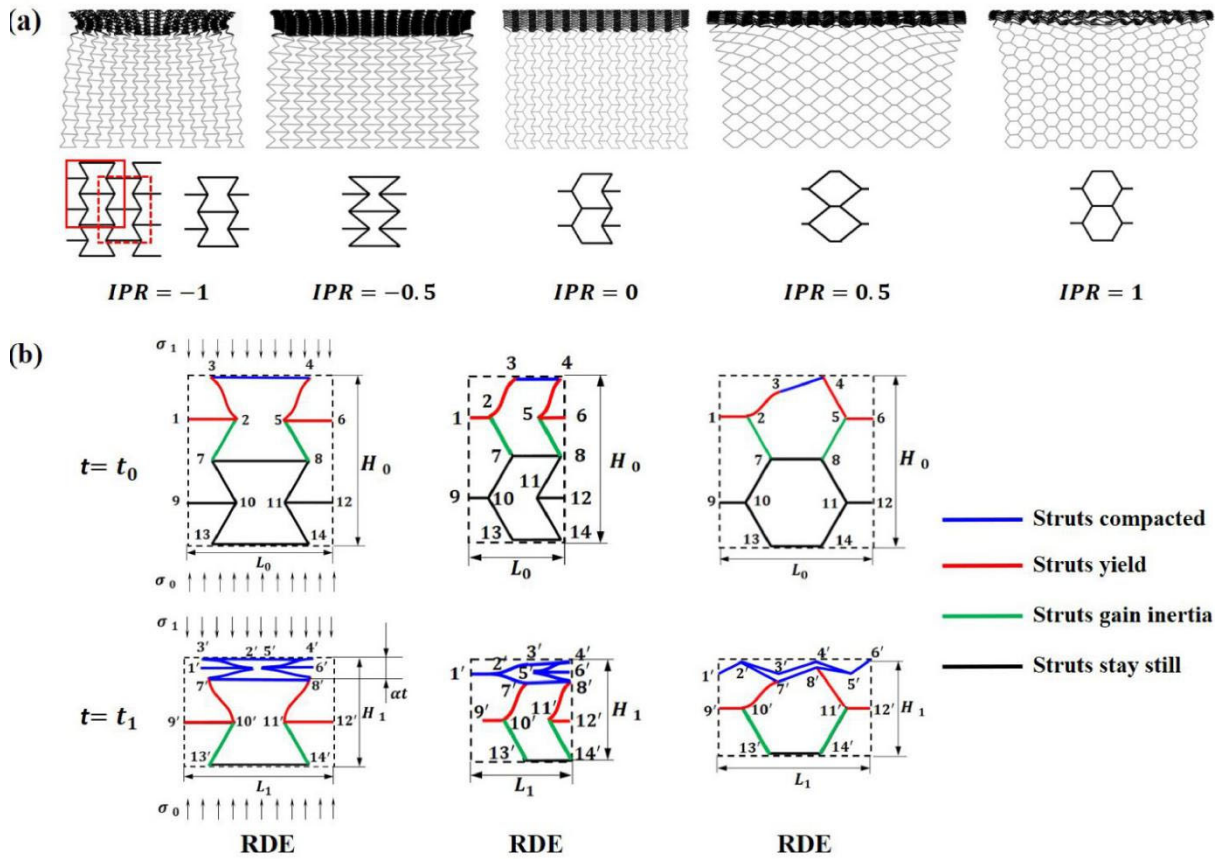 (a)
IPR = −1 IPR = −0.5 IPR = 0 IPR = 0.5 IPR = 1
(b)
σ 1
3 4 3 4 3 4
1 2 5 6 1 2 5 6 1 2 5 6
t= t0
7 8 7 8 7 8
H 0 H 0 H 0
9 10 11 12 9 10 11 12 9 10 11 12
13 14 13 14 13 14
L0 L0 L0
σ 0
Struts compacted
Struts yield
Struts gain inertia
Struts stay still
σ 1
3′ 2′ 5′ 4′ 3′ 4′ 4′ 6′
1′ 6′ 1′ 2′ 5′ 6′ 1′ 2′ 3′ 5′
7′ 8′ αt 7′ 8′ 7′ 8′
t= t1
H 1 H 1 H 1
9′ 10′ 11′ 12′ 9′ 10′ 11′ 12′ 9′ 10′ 11′ 12′
13′ 14′ 13′ 14′ 13′ 14′
L1 L1 L1
σ 0
RDE RDE RDE